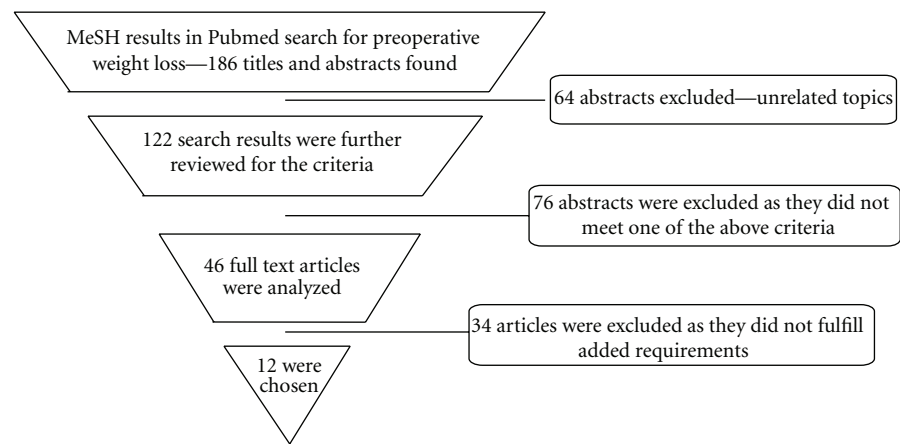 MeSH results in Pubmed search for preoperative
weight loss—186 titles and abstracts found
64 abstracts excluded—unrelated topics
122 search results were further
reviewed for the criteria
76 abstracts were excluded as they did not
meet one of the above criteria
46 full text articles
were analyzed
34 articles were excluded as they did not fulfill
added requirements
12 were
chosen